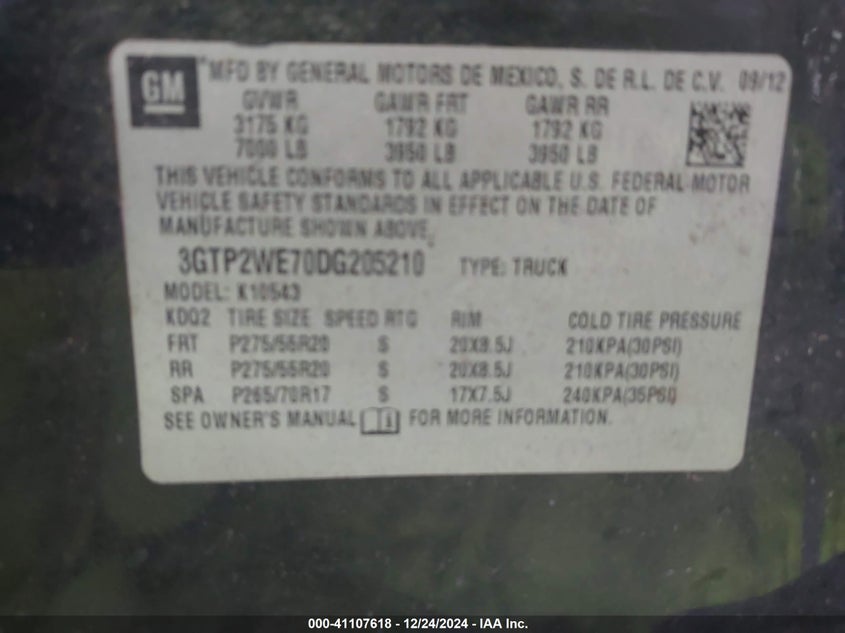 GM
MFD BY GENERAL MOTORS DE MEXICO, S. DE R.L. DE C.V. 09/12
GVWR GAWR FRT GAWR RR
3175 KG 1792 KG 1792 KG
7000 LB 3950 LB 3950 LB
THIS VEHICLE CONFORMS TO ALL APPLICABLE U.S. FEDERAL MOTOR
VEHICLE SAFETY STANDARDS IN EFFECT ON THE DATE OF
MANUFACTURE SHOWN ABOVE.
3GTP2WE70DG205210 TYPE: TRUCK
MODEL: K10543
KDQ2 TIRE SIZE SPEED RTG RIM COLD TIRE PRESSURE
FRT P275/55R20 S 20X8.5J 210KPA(30PSI)
RR P275/55R20 S 20X8.5J 210KPA(30PSI)
SPA P265/70R17 S 17X7.5J 240KPA(35PSI)
SEE OWNER'S MANUAL i FOR MORE INFORMATION.
000-41107618 - 12/24/2024 - IAA Inc.